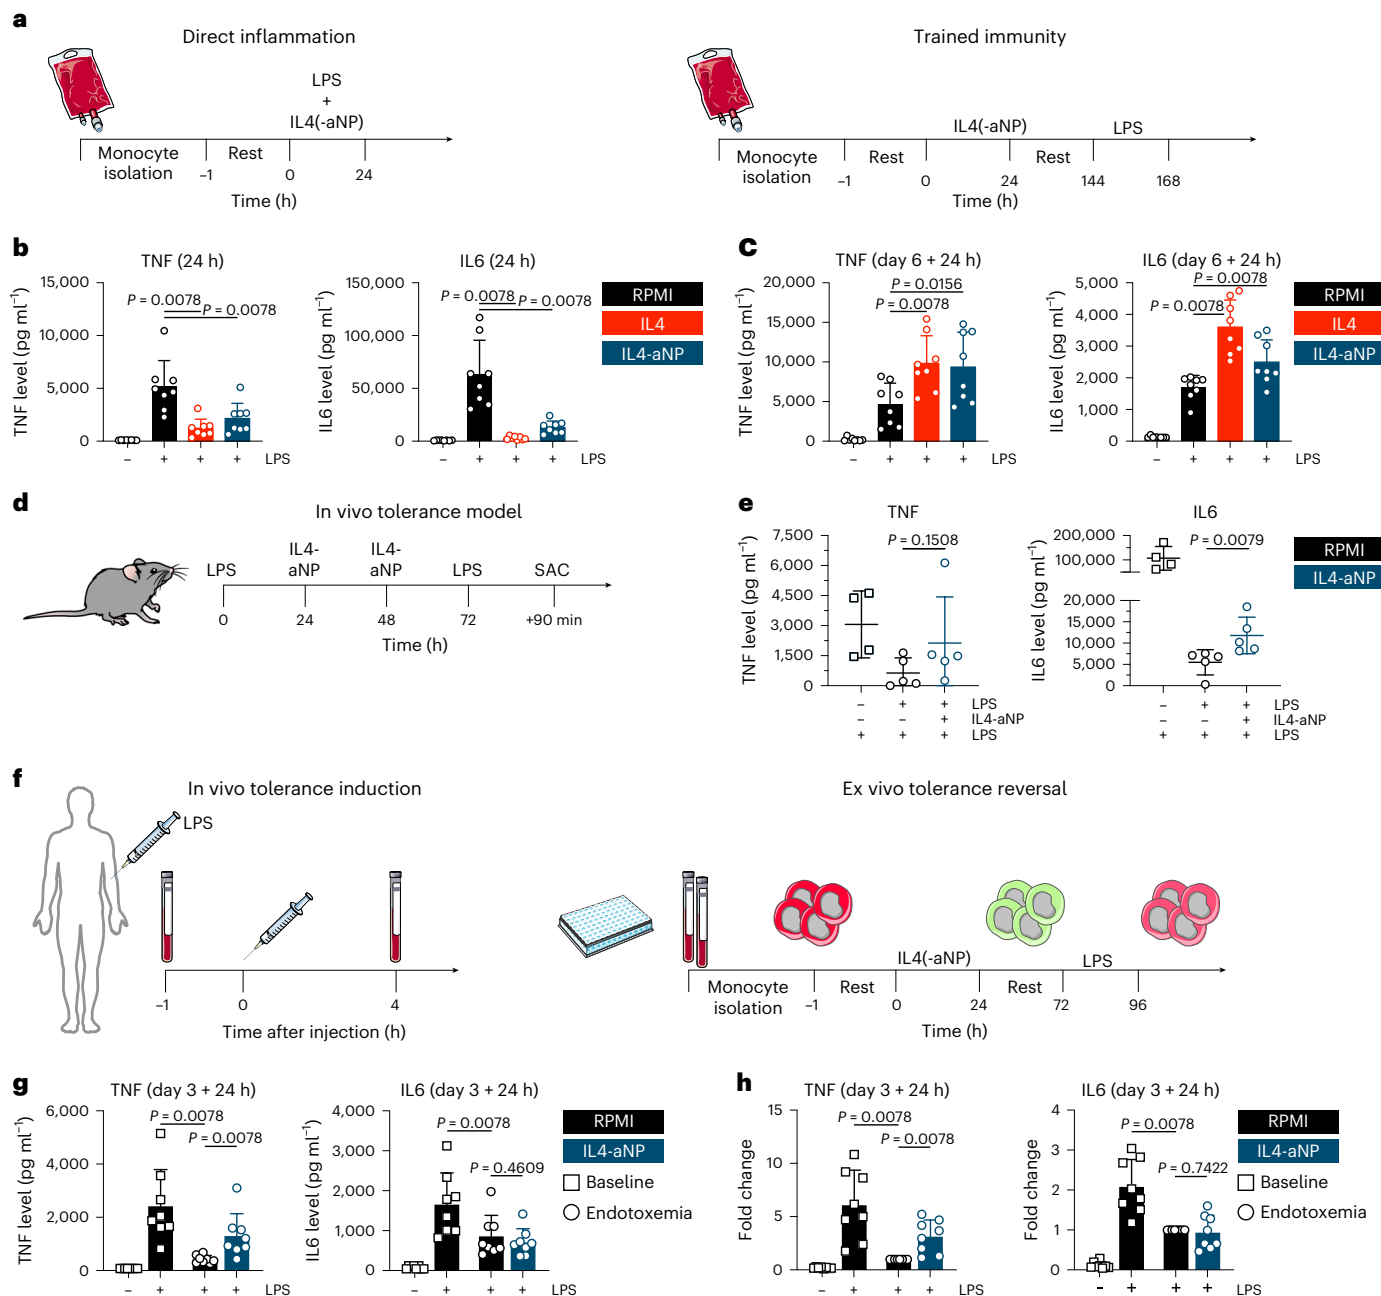 a
Direct inflammation
LPS
+
IL4(-aNP)
Monocyte
isolation
Rest
–1
0
24
Time (h)
Trained immunity
IL4(-aNP)
LPS
Monocyte
isolation
Rest
Rest
–1
0
24
144
168
Time (h)
b
TNF (24 h)
TNF level (pg ml−1)
15,000
10,000
5,000
0
P = 0.0078
P = 0.0078
–
+
+
+
LPS
IL6 (24 h)
IL6 level (pg ml−1)
150,000
100,000
50,000
0
P = 0.0078
P = 0.0078
–
+
+
+
LPS
RPMI
IL4
IL4-aNP
C
TNF (day 6 + 24 h)
TNF level (pg ml−1)
20,000
15,000
10,000
5,000
0
P = 0.0156
P = 0.0078
–
+
+
+
LPS
IL6 (day 6 + 24 h)
IL6 level (pg ml−1)
5,000
4,000
3,000
2,000
1,000
0
P = 0.0078
P = 0.0078
–
+
+
+
LPS
RPMI
IL4
IL4-aNP
d
In vivo tolerance model
LPS
IL4-
aNP
IL4-
aNP
LPS
SAC
0
24
48
72
+90 min
Time (h)
e
TNF
TNF level (pg ml−1)
7,500
6,000
4,500
3,000
1,500
0
P = 0.1508
– + + LPS
– – + IL4-aNP
+ + + LPS
IL6
IL6 level (pg ml−1)
200,000
100,000
20,000
15,000
10,000
5,000
0
P = 0.0079
– + + LPS
– – + IL4-aNP
+ + + LPS
RPMI
IL4-aNP
f
In vivo tolerance induction
LPS
–1
0
4
Time after injection (h)
Ex vivo tolerance reversal
IL4(-aNP)
LPS
Monocyte
isolation
Rest
Rest
–1
0
24
72
96
Time (h)
g
TNF (day 3 + 24 h)
TNF level (pg ml−1)
6,000
4,000
2,000
0
P = 0.0078
P = 0.0078
–
+
+
+
LPS
IL6 (day 3 + 24 h)
IL6 level (pg ml−1)
4,000
3,000
2,000
1,000
0
P = 0.0078
P = 0.4609
–
+
+
+
LPS
RPMI
IL4-aNP
Baseline
Endotoxemia
h
TNF (day 3 + 24 h)
Fold change
15
10
5
0
P = 0.0078
P = 0.0078
–
+
+
+
LPS
IL6 (day 3 + 24 h)
Fold change
4
3
2
1
0
P = 0.0078
P = 0.7422
-
+
+
+
LPS
RPMI
IL4-aNP
Baseline
Endotoxemia